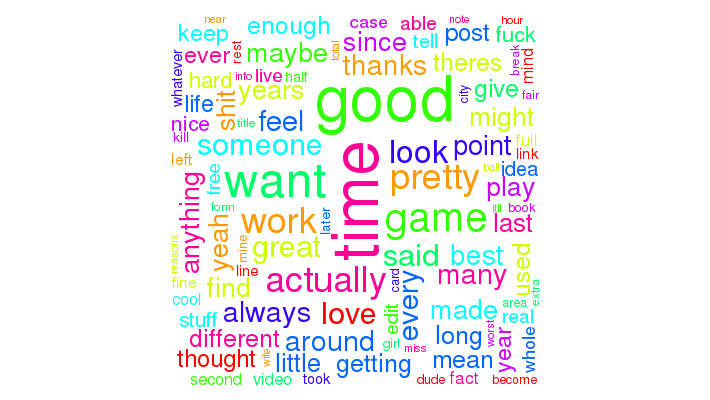 near
note
hour
keep
enough
case
able
post
fuck
rest
since
tell
ever
maybe
total
thanks
theres
break
mind
whatever
hard
info
live
half
years
good
city
give
fair
life
shit
title
feel
might
nice
kill
someone
look
point
full
link
left
free
want
time
pretty
ball
idea
play
anything
form
work
game
itll
book
last
yeah
later
mine
great
said
best
used
reasons
fine
line
actually
card
many
find
extra
cool
stuff
always
love
every
edit
made
area
real
different
around
girl
miss
long
worst
year
whole
thought
wife
little
getting
mean
second
video
took
dude
fact
become